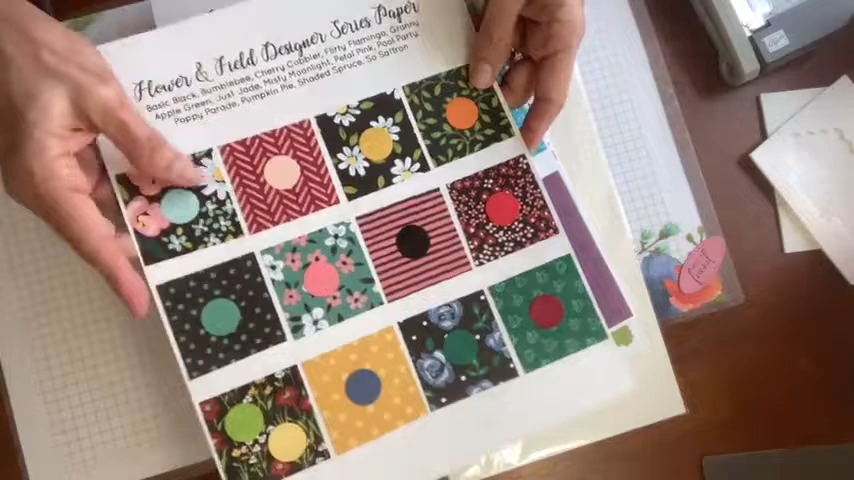 Flower & Field Designer Series Paper
Basic Black, Bumblebee, Cherry Cobbler, Flirty Flamingo, Granny
Apple Green, Just Jade, Misty Moonlight, Petal Pink, Pool Party,
Poppy Parade, Pumpkin Pie, Shaded Spruce, So Saffron